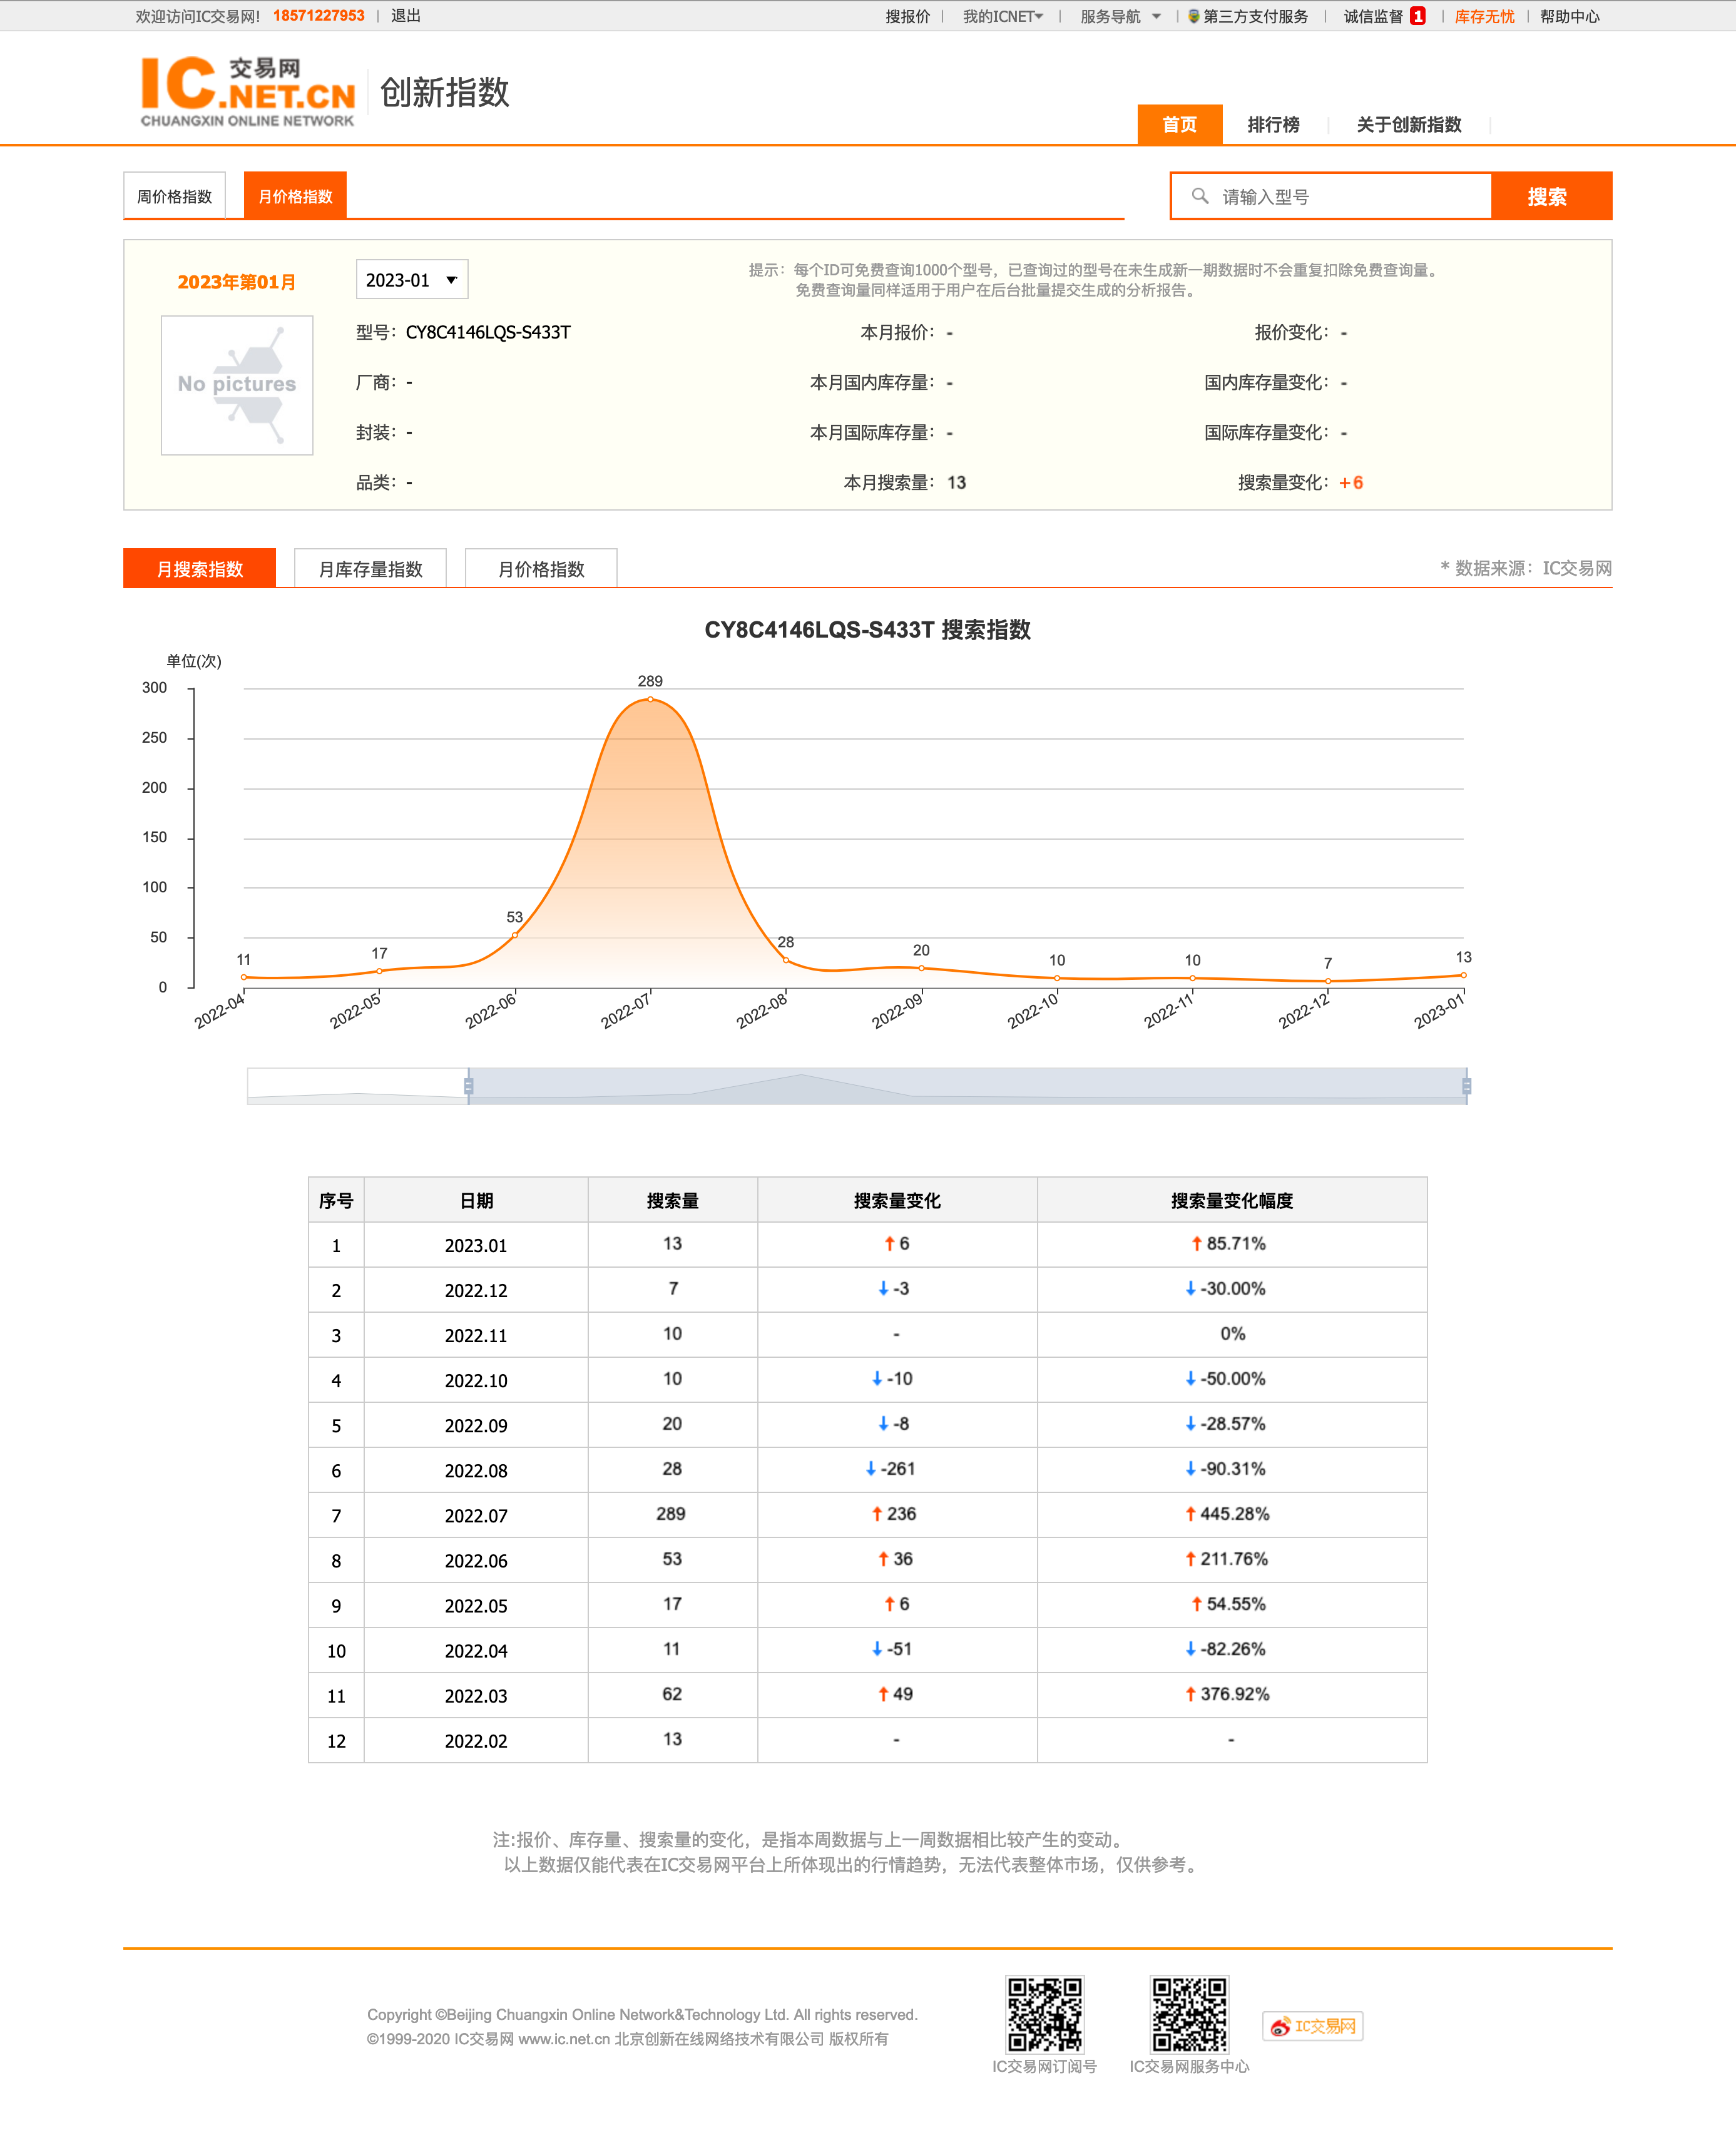 欢迎访问IC交易网! 18571227953 | 退出
搜报价 | 我的ICNET | 服务导航 | 第三方支付服务 | 诚信监督 1 | 库存无忧 | 帮助中心
IC 交易网
.NET.CN
CHUANGXIN ONLINE NETWORK
创新指数
首页 排行榜 关于创新指数
周价格指数 月价格指数
请输入型号 搜索
2023年第01月
2023-01
提示：每个ID可免费查询1000个型号，已查询过的型号在未生成新一期数据时不会重复扣除免费查询量。
免费查询量同样适用于用户在后台批量提交生成的分析报告。
No pictures
型号：CY8C4146LQS-S433T 本月报价：- 报价变化：-
厂商：- 本月国内库存量：- 国内库存量变化：-
封装：- 本月国际库存量：- 国际库存量变化：-
品类：- 本月搜索量：13 搜索量变化：+6
月搜索指数 月库存量指数 月价格指数
* 数据来源：IC交易网
CY8C4146LQS-S433T 搜索指数
单位(次)
300
250
200
150
100
50
0
11 17 53 289 28 20 10 10 7 13
2022-04 2022-05 2022-06 2022-07 2022-08 2022-09 2022-10 2022-11 2022-12 2023-01
序号 日期 搜索量 搜索量变化 搜索量变化幅度
1 2023.01 13 ↑ 6 ↑ 85.71%
2 2022.12 7 ↓ -3 ↓ -30.00%
3 2022.11 10 - 0%
4 2022.10 10 ↓ -10 ↓ -50.00%
5 2022.09 20 ↓ -8 ↓ -28.57%
6 2022.08 28 ↓ -261 ↓ -90.31%
7 2022.07 289 ↑ 236 ↑ 445.28%
8 2022.06 53 ↑ 36 ↑ 211.76%
9 2022.05 17 ↑ 6 ↑ 54.55%
10 2022.04 11 ↓ -51 ↓ -82.26%
11 2022.03 62 ↑ 49 ↑ 376.92%
12 2022.02 13 - -
注:报价、库存量、搜索量的变化，是指本周数据与上一周数据相比较产生的变动。
以上数据仅能代表在IC交易网平台上所体现出的行情趋势，无法代表整体市场，仅供参考。
Copyright ©Beijing Chuangxin Online Network&Technology Ltd. All rights reserved.
©1999-2020 IC交易网 www.ic.net.cn 北京创新在线网络技术有限公司 版权所有
IC交易网订阅号
IC交易网服务中心
IC交易网